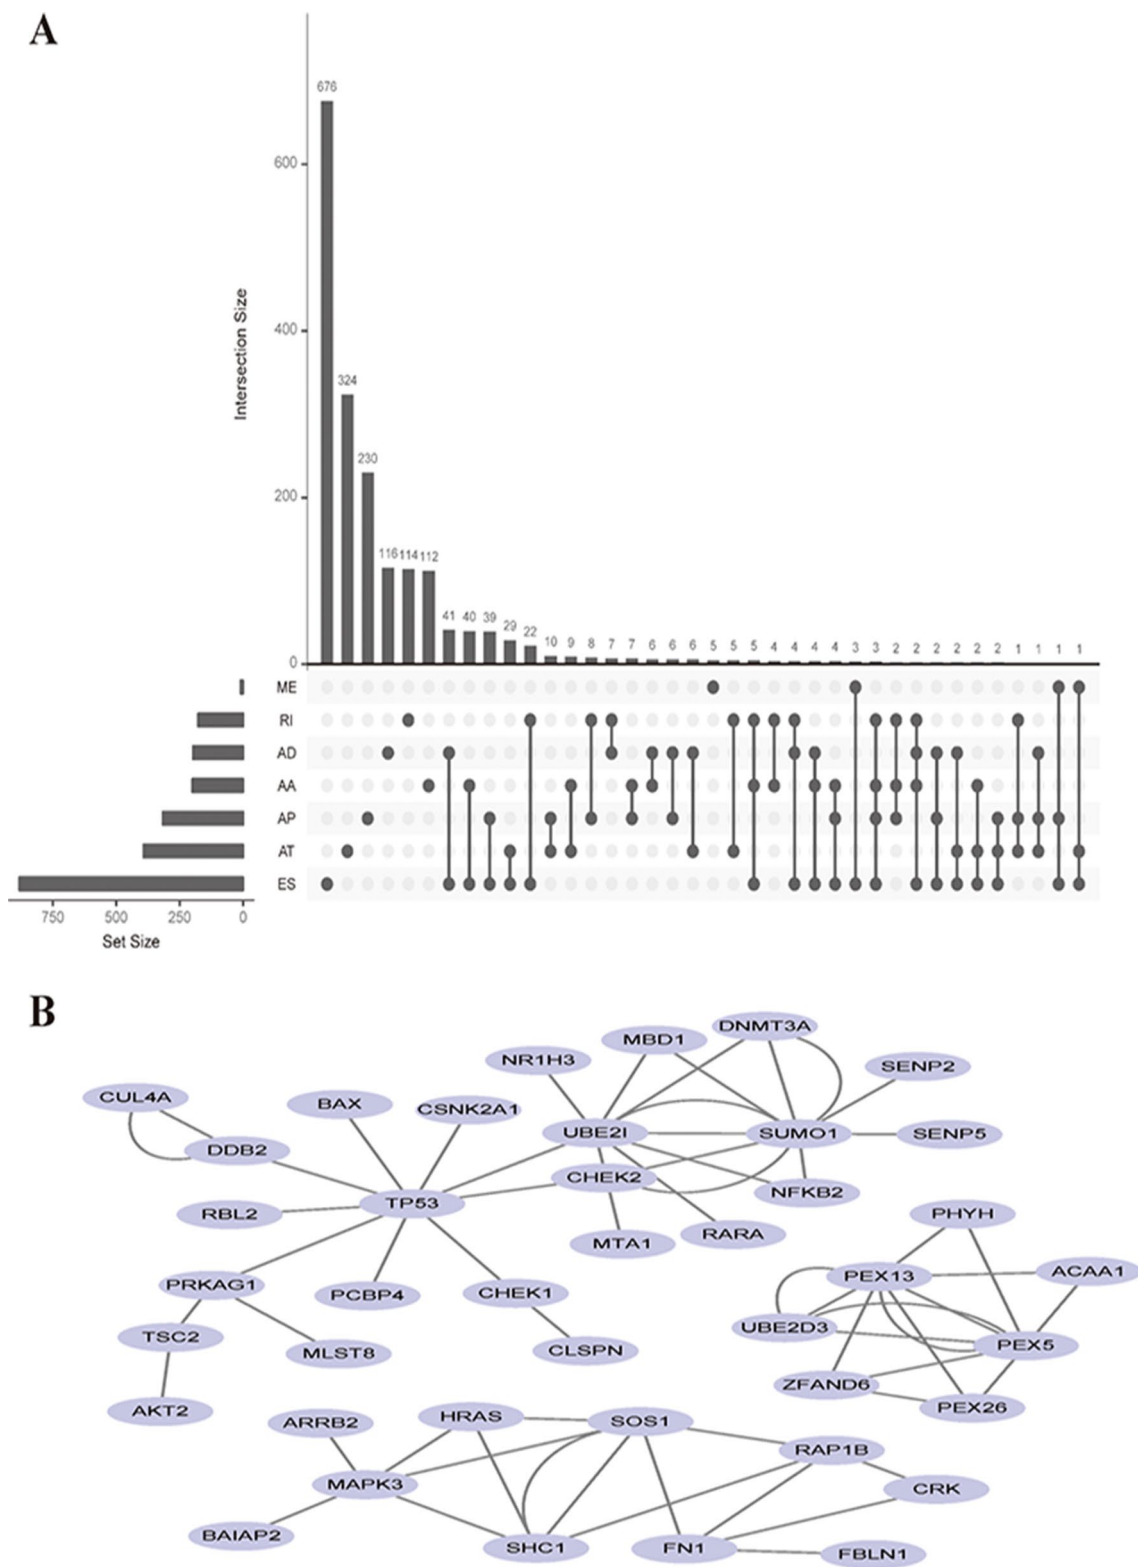 A
676
600
324
400
230
200
116 114 112
41 40 39 29 22 10 9 8 7 7 6 6 6 5 5 5 4 4 4 4 3 3 2 2 2 2 2 2 1 1 1 1
0
Intersection Size
ME
RI
AD
AA
AP
AT
ES
750 500 250 0
Set Size
B
DNMT3A
MBD1
NR1H3
SENP2
CUL4A
BAX
CSNK2A1
UBE2I
SUMO1
SENP5
DDB2
CHEK2
NFKB2
TP53
RBL2
PHYH
RARA
MTA1
ACAA1
PEX13
PRKAG1
PCBP4
CHEK1
UBE2D3
TSC2
PEX5
MLST8
CLSPN
ZFAND6
PEX26
AKT2
HRAS
SOS1
ARRB2
RAP1B
MAPK3
CRK
BAIAP2
SHC1
FN1
FBLN1